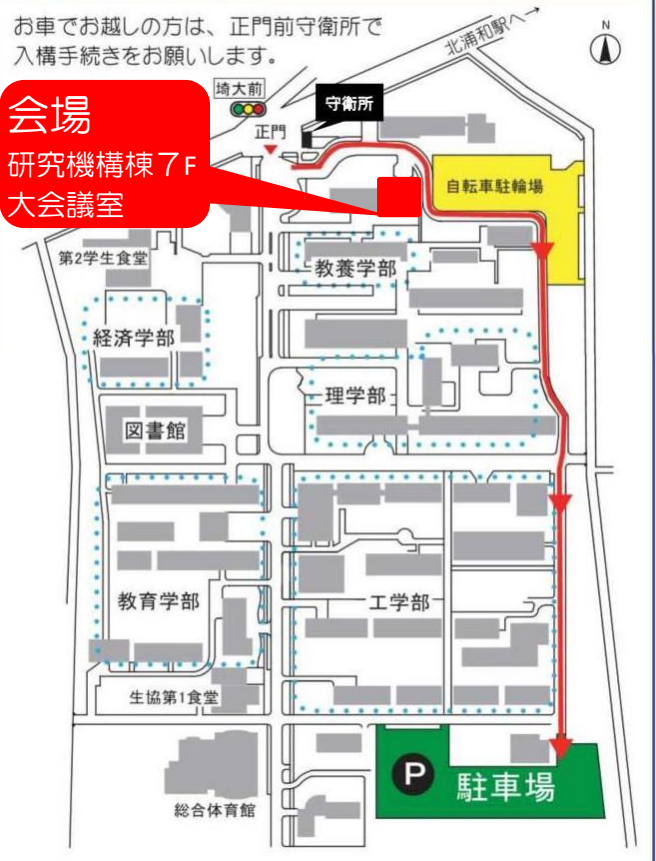 お車でお越しの方は、正門前守衛所で
入構手続きをお願いします。
北浦和駅へ
N
埼大前
守衛所
正門
会場
研究機構棟7F
大会議室
自転車駐輪場
第2学生食堂
教養学部
経済学部
理学部
図書館
教育学部
工学部
生協第1食堂
P
駐車場
総合体育館